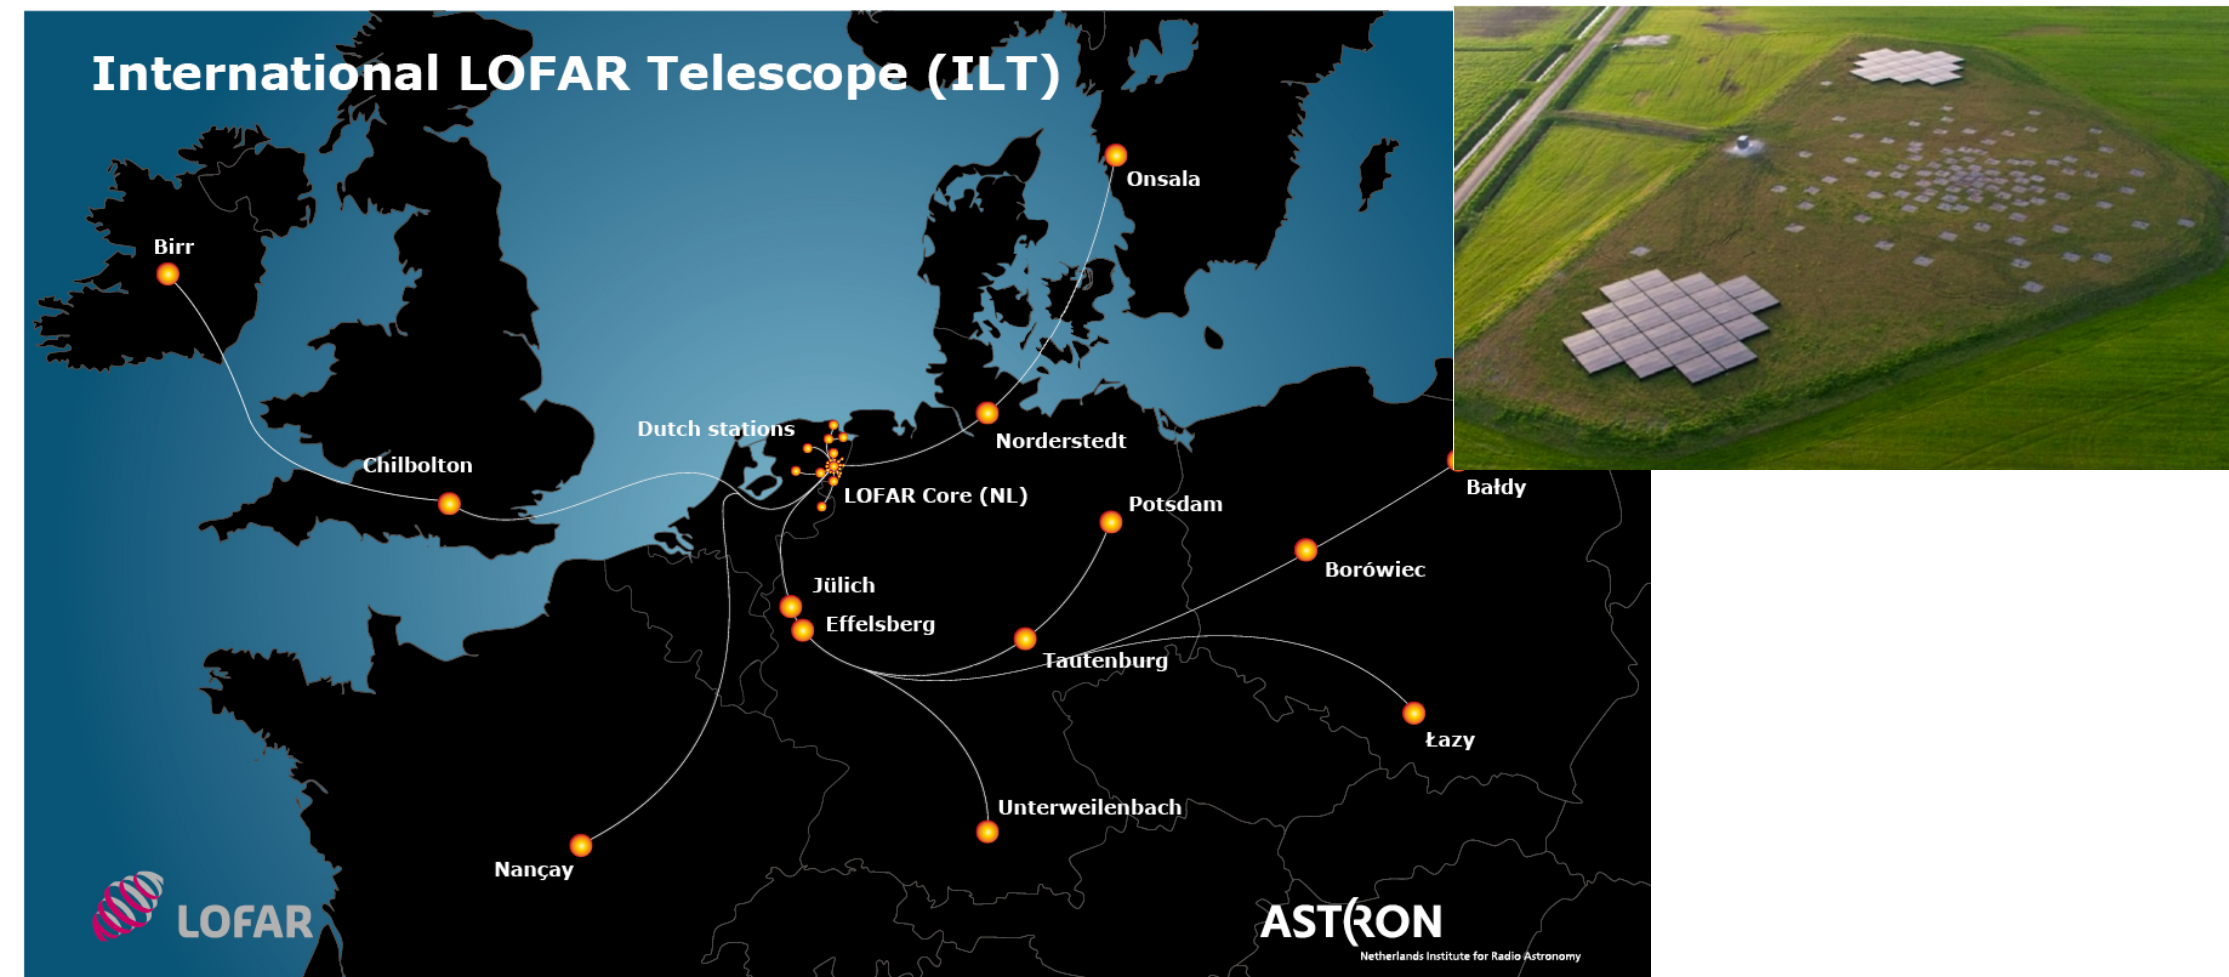 International LOFAR Telescope (ILT)
Onsala
Birr
Dutch stations
Norderstedt
Chilbolton
LOFAR Core (NL)
Bałdy
Potsdam
Borówiec
Jülich
Effelsberg
Tautenburg
Łazy
Unterweilenbach
Nançay
LOFAR
ASTRON
Netherlands Institute for Radio Astronomy